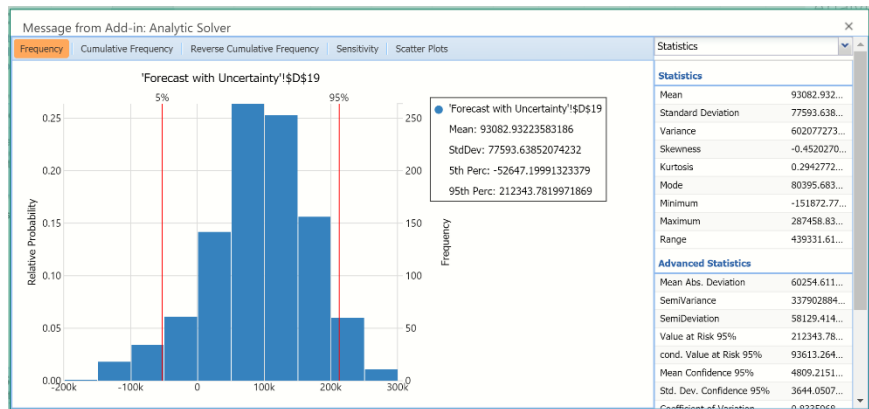 Message from Add-in: Analytic Solver ×
Frequency Cumulative Frequency Reverse Cumulative Frequency Sensitivity Scatter Plots
'Forecast with Uncertainty'!$D$19
5% 95%
0.25
0.20
0.15
0.10
0.05
0.00
Relative Probability
-200k -100k 0 100k 200k 300k
250
200
150
100
50
0
Frequency
'Forecast with Uncertainty'!$D$19
Mean: 93082.93223583186
StdDev: 77593.63852074232
5th Perc: -52647.19991323379
95th Perc: 212343.7819971869
Statistics
Statistics
Mean 93082.932...
Standard Deviation 77593.638...
Variance 602077273...
Skewness -0.4520270...
Kurtosis 0.2942772...
Mode 80395.683...
Minimum -151872.77...
Maximum 287458.83...
Range 439331.61...
Advanced Statistics
Mean Abs. Deviation 60254.611...
SemiVariance 337902884...
SemiDeviation 58129.414...
Value at Risk 95% 212343.78...
cond. Value at Risk 95% 93613.264...
Mean Confidence 95% 4809.2151...
Std. Dev. Confidence 95% 3644.0507...
Coefficient of Variation 0.8335968...